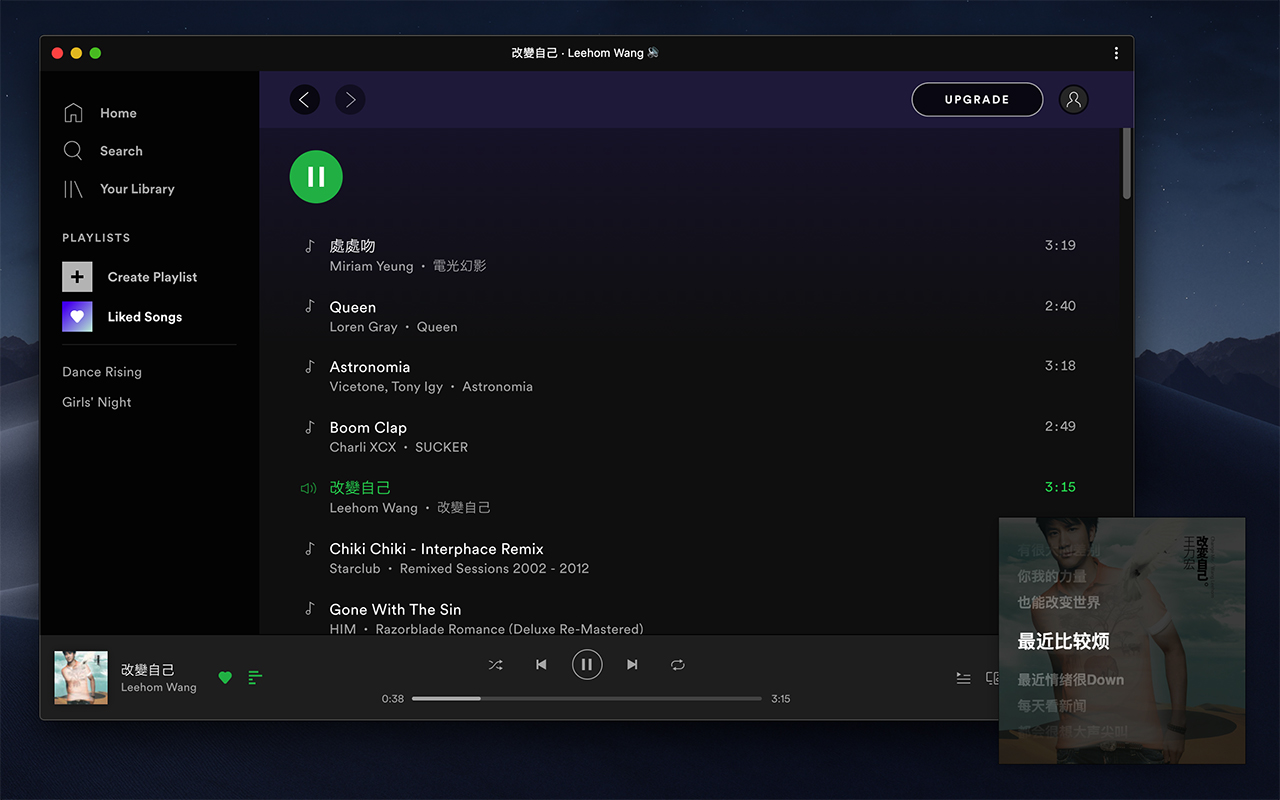 改變自己 · Leehom Wang
UPGRADE
Home
Search
Your Library
PLAYLISTS
Create Playlist
Liked Songs
Dance Rising
Girls' Night
處處吻
3:19
Miriam Yeung • 電光幻影
Queen
2:40
Loren Gray • Queen
Astronomia
3:18
Vicetone, Tony Igy • Astronomia
Boom Clap
2:49
Charli XCX • SUCKER
改變自己
3:15
Leehom Wang • 改變自己
Chiki Chiki - Interphace Remix
Starclub • Remixed Sessions 2002 - 2012
Gone With The Sin
HIM • Razorblade Romance (Deluxe Re-Mastered)
改變自己
Leehom Wang
0:38
3:15
改變自己
王力宏
你我的力量
也能改变世界
最近比较烦
最近情绪很Down
每天看新闻